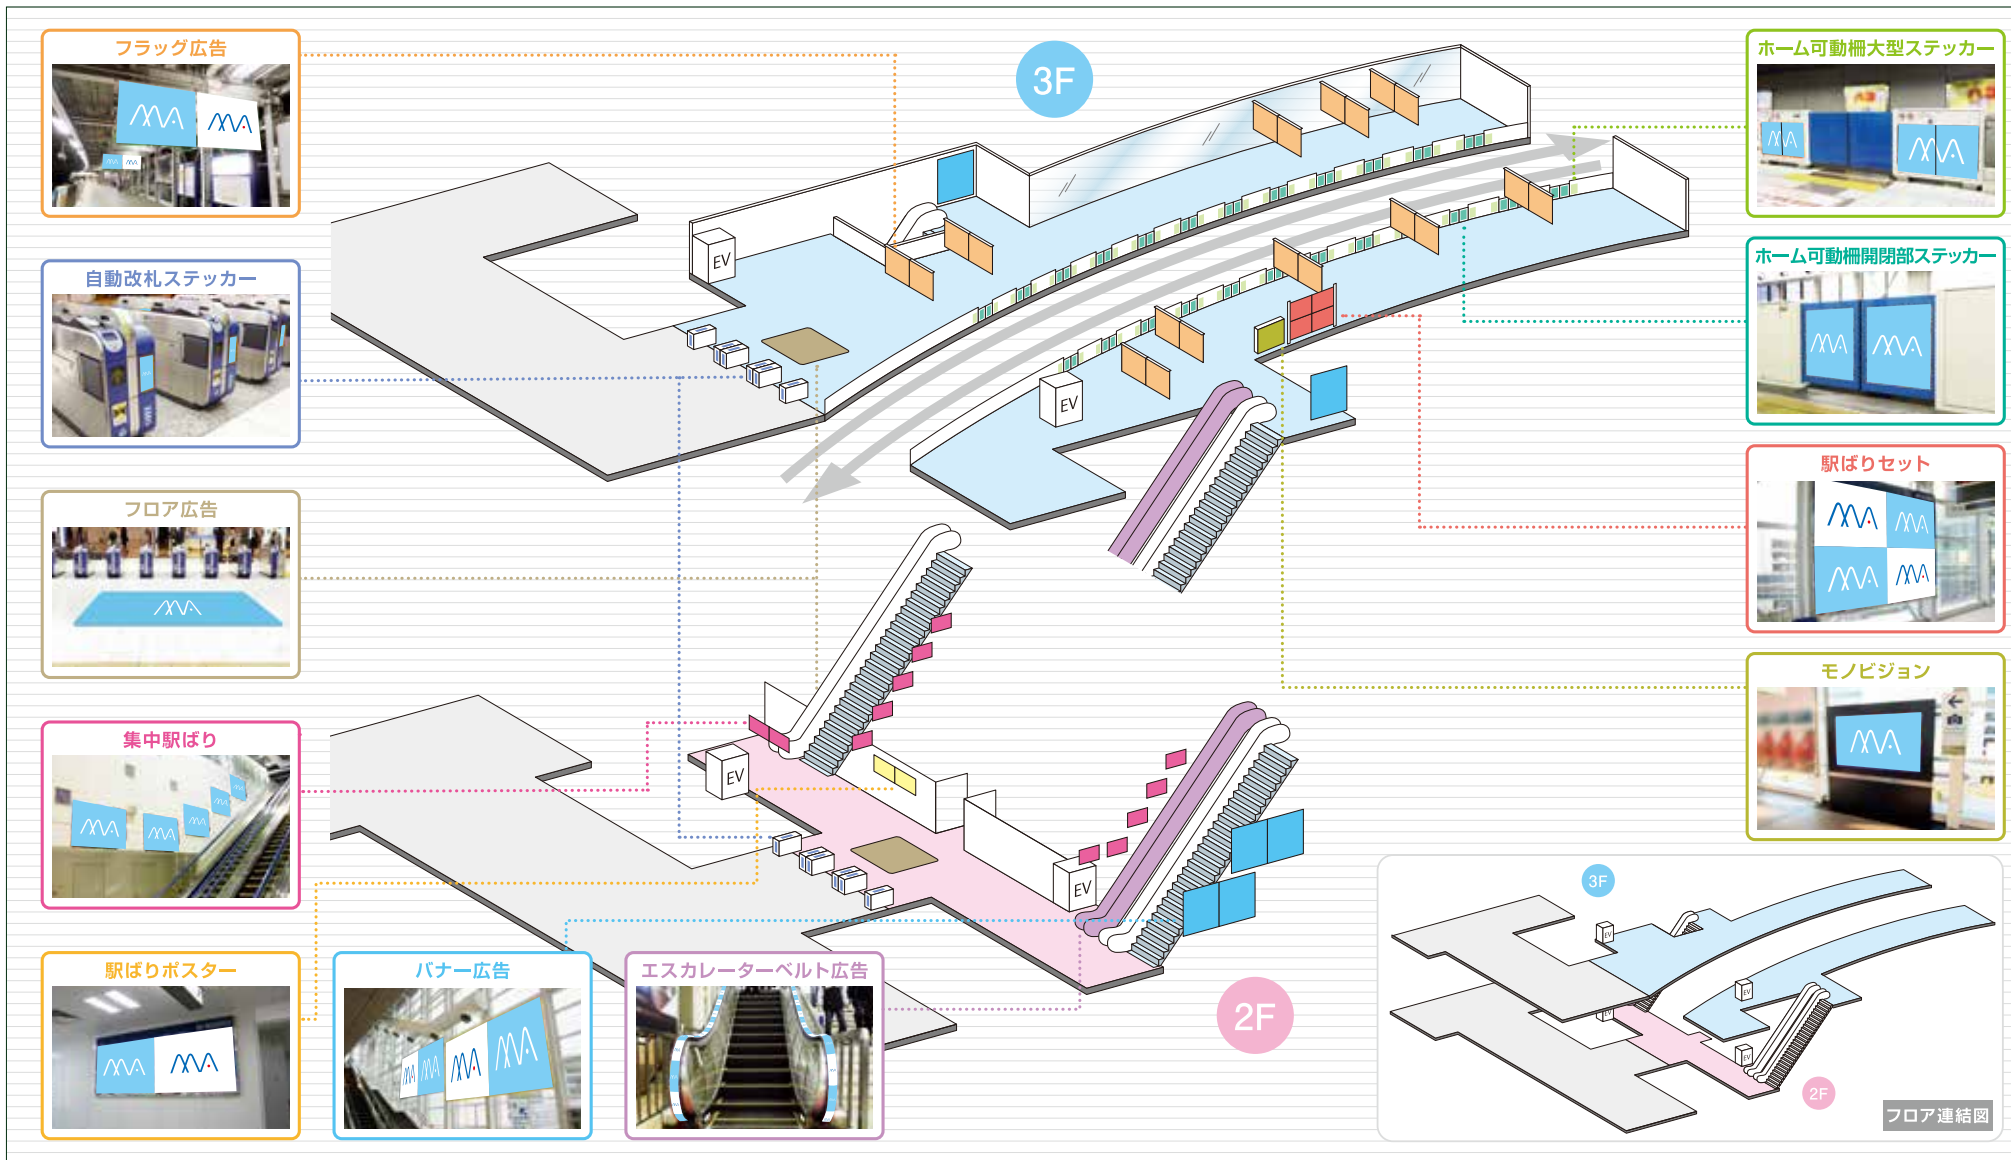 フラッグ広告
3F
ホーム可動柵大型ステッカー
EV
自動改札ステッカー
ホーム可動柵開閉部ステッカー
EV
フロア広告
駅ばりセット
集中駅ばり
モノビジョン
EV
EV
駅ばりポスター
バナー広告
エスカレーターベルト広告
2F
3F
EV
EV
EV
EV
2F
フロア連結図